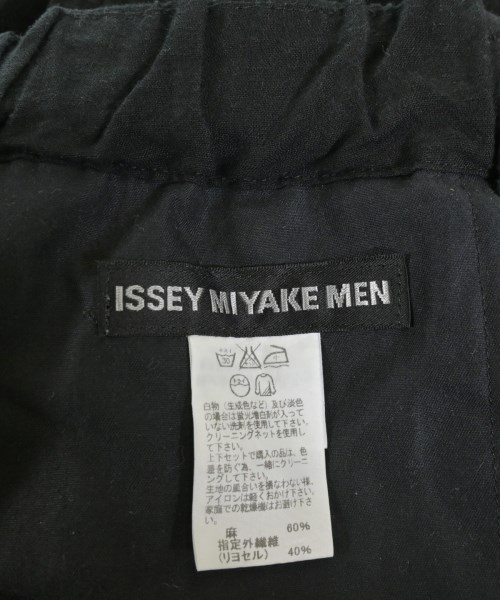 ISSEY MIYAKE MEN
白物（生成色など）及び淡色
の場合は蛍光増白剤が入って
いない洗剤を使用して下さい。
クリーニングネットを使用し
て下さい。
上下セットで購入の品は、色
差を防ぐ為、一緒にクリーニ
ングして下さい。
生地の風合いを損なわない様、
アイロンは軽くおかけ下さい。
家庭での乾燥機はお避け下さ
い。
麻 60%
指定外繊維
(リヨセル) 40%